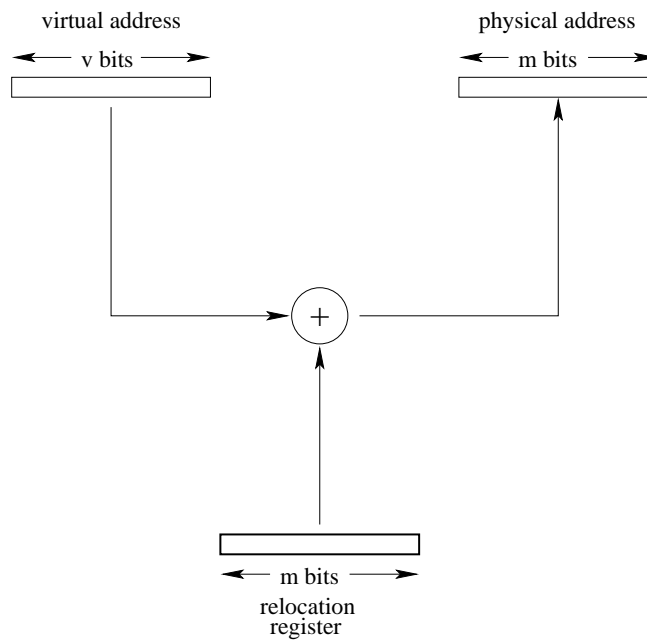 virtual address
physical address
v bits
m bits
+
m bits
relocation
register